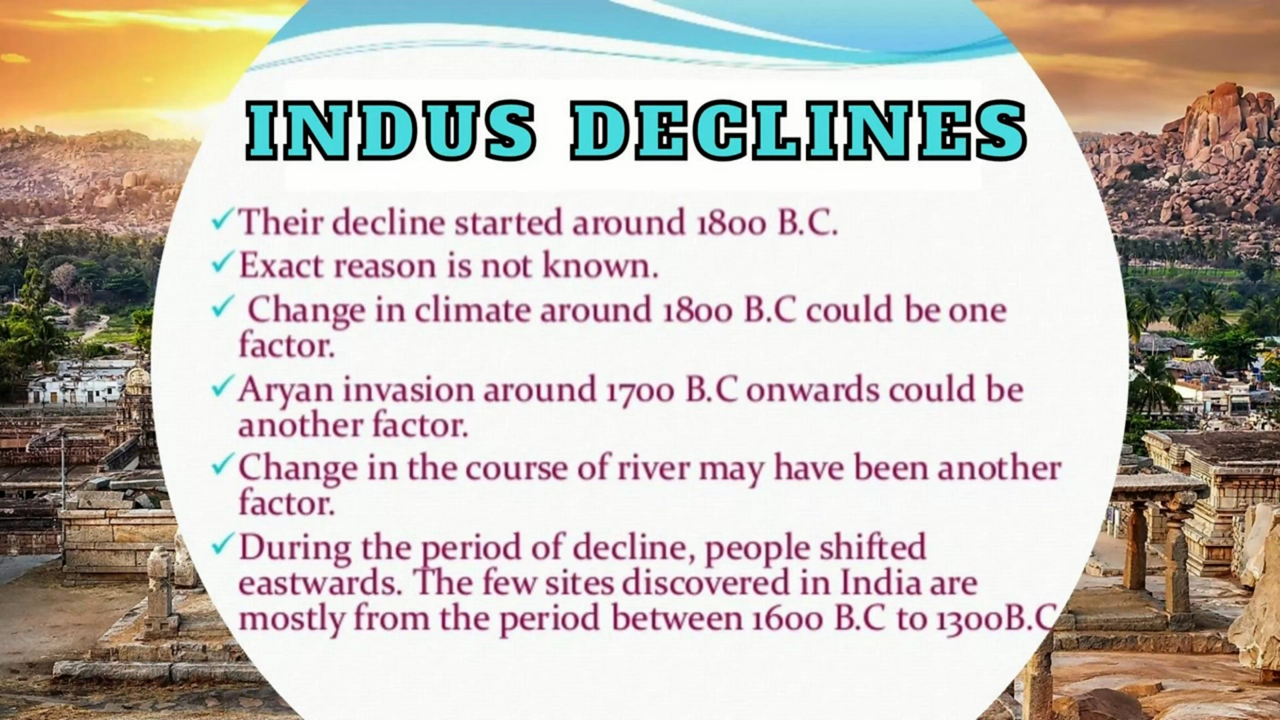 INDUS DECLINES
Their decline started around 1800 B.C.
Exact reason is not known.
Change in climate around 1800 B.C could be one
factor.
Aryan invasion around 1700 B.C onwards could be
another factor.
Change in the course of river may have been another
factor.
During the period of decline, people shifted
eastwards. The few sites discovered in India are
mostly from the period between 1600 B.C to 1300B.C